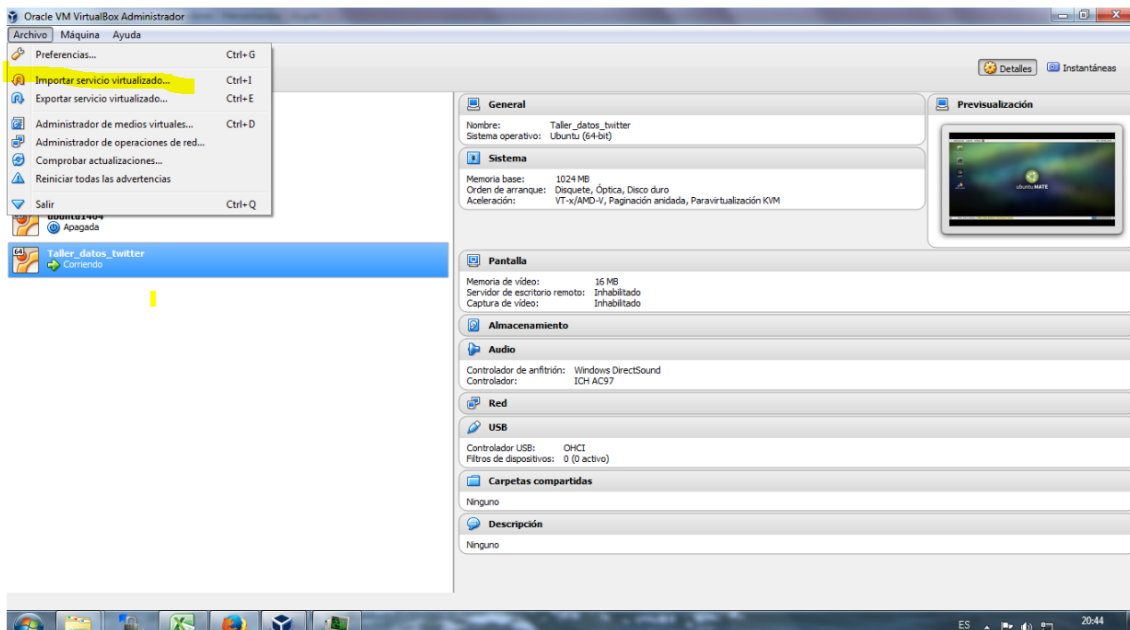 Oracle VM VirtualBox Administrador
Archivo Máquina Ayuda
Preferencias... Ctrl+G
Importar servicio virtualizado... Ctrl+I
Exportar servicio virtualizado... Ctrl+E
Administrador de medios virtuales... Ctrl+D
Administrador de operaciones de red...
Comprobar actualizaciones...
Reiniciar todas las advertencias
Salir Ctrl+Q
ubuntu1404
Apagada
64
Taller_datos_twitter
Corriendo
Detalles Instantáneas
General
Nombre: Taller_datos_twitter
Sistema operativo: Ubuntu (64-bit)
Sistema
Memoria base: 1024 MB
Orden de arranque: Disquete, Óptica, Disco duro
Aceleración: VT-x/AMD-V, Paginación anidada, Paravirtualización KVM
Previsualización
ubuntu MATE
Pantalla
Memoria de vídeo: 16 MB
Servidor de escritorio remoto: Inhabilitado
Captura de vídeo: Inhabilitado
Almacenamiento
Audio
Controlador de anfitrión: Windows DirectSound
Controlador: ICH AC97
Red
USB
Controlador USB: OHCI
Filtros de dispositivos: 0 (0 activo)
Carpetas compartidas
Ninguno
Descripción
Ninguno
ES 20:44